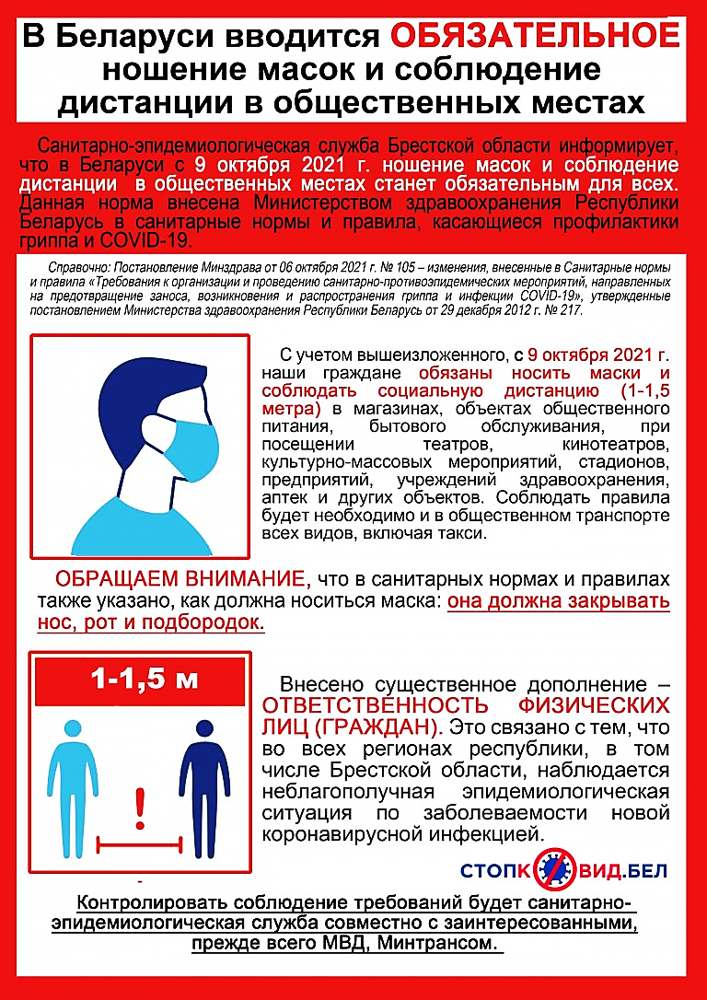 В Беларуси вводится ОБЯЗАТЕЛЬНОЕ
ношение масок и соблюдение
дистанции в общественных местах
Санитарно-эпидемиологическая служба Брестской области информирует,
что в Беларуси с 9 октября 2021 г. ношение масок и соблюдение
дистанции в общественных местах станет обязательным для всех.
Данная норма внесена Министерством здравоохранения Республики
Беларусь в санитарные нормы и правила, касающиеся профилактики
гриппа и COVID-19.
Справочно: Постановление Минздрава от 06 октября 2021 г. № 105 – изменения, внесенные в Санитарные нормы
и правила «Требования к организации и проведению санитарно-противоэпидемических мероприятий, направленных
на предотвращение заноса, возникновения и распространения гриппа и инфекции COVID-19», утвержденные
постановлением Министерства здравоохранения Республики Беларусь от 29 декабря 2012 г. № 217.
С учетом вышеизложенного, с 9 октября 2021 г.
наши граждане обязаны носить маски и
соблюдать социальную дистанцию (1-1,5
метра) в магазинах, объектах общественного
питания, бытового обслуживания, при
посещении театров, кинотеатров,
культурно-массовых мероприятий, стадионов,
предприятий, учреждений здравоохранения,
аптек и других объектов. Соблюдать правила
будет необходимо и в общественном транспорте
всех видов, включая такси.
ОБРАЩАЕМ ВНИМАНИЕ, что в санитарных нормах и правилах
также указано, как должна носиться маска: она должна закрывать
нос, рот и подбородок.
1-1,5 м
!
Внесено существенное дополнение –
ОТВЕТСТВЕННОСТЬ ФИЗИЧЕСКИХ
ЛИЦ (ГРАЖДАН). Это связано с тем, что
во всех регионах республики, в том
числе Брестской области, наблюдается
неблагополучная эпидемиологическая
ситуация по заболеваемости новой
коронавирусной инфекцией.
СТОПК ВИД.БЕЛ
Контролировать соблюдение требований будет санитарно-
эпидемиологическая служба совместно с заинтересованными,
прежде всего МВД, Минтрансом.